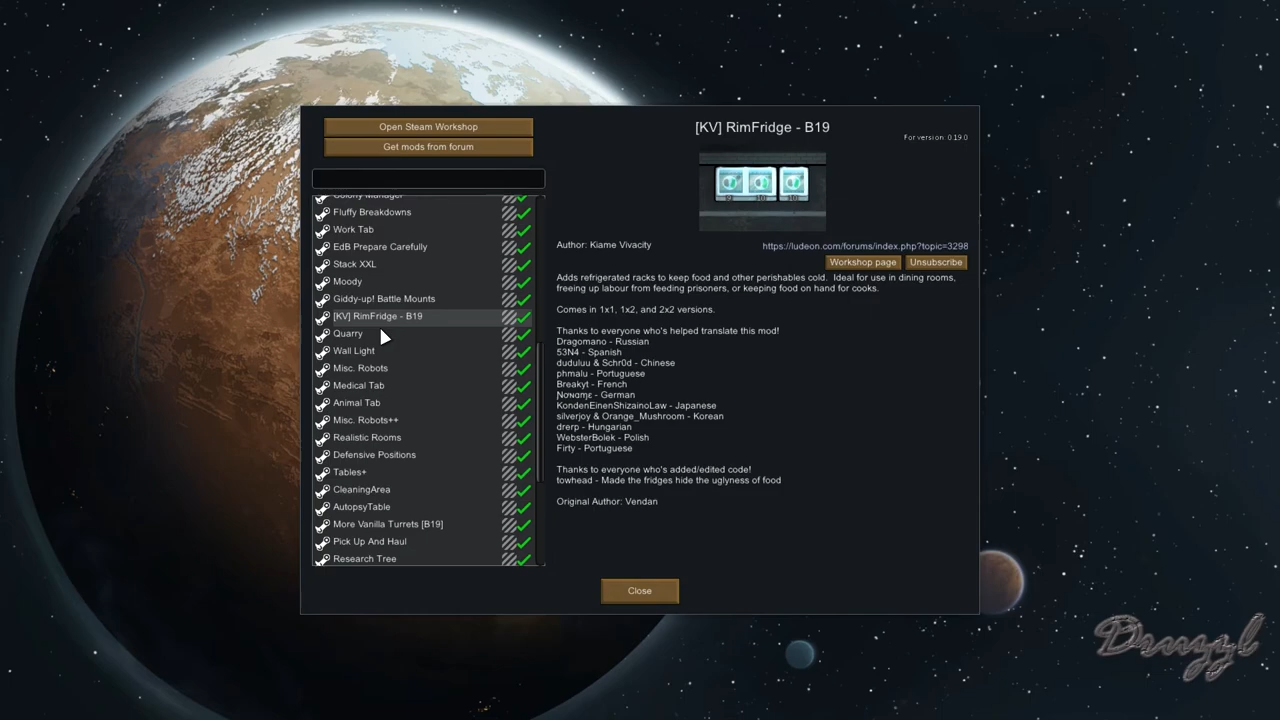 Open Steam Workshop
Get mods from forum
Colony Manager
Fluffy Breakdowns
Work Tab
EdB Prepare Carefully
Stack XXL
Moody
Giddy-up! Battle Mounts
[KV] RimFridge - B19
Quarry
Wall Light
Misc. Robots
Medical Tab
Animal Tab
Misc. Robots++
Realistic Rooms
Defensive Positions
Tables+
CleaningArea
AutopsyTable
More Vanilla Turrets [B19]
Pick Up And Haul
Research Tree
[KV] RimFridge - B19
For version: 0.19.0
Author: Kiame Vivacity
https://ludeon.com/forums/index.php?topic=3298
Workshop page
Unsubscribe
Adds refrigerated racks to keep food and other perishables cold.  Ideal for use in dining rooms,
freeing up labour from feeding prisoners, or keeping food on hand for cooks.
Comes in 1x1, 1x2, and 2x2 versions.
Thanks to everyone who's helped translate this mod!
Dragomano - Russian
53N4 - Spanish
duduluu & Schr0d - Chinese
phmalu - Portuguese
Breakyt - French
- German
KondenEinenShizainoLaw - Japanese
silverjoy & Orange_Mushroom - Korean
drerp - Hungarian
WebsterBolek - Polish
Firty - Portuguese
Thanks to everyone who's added/edited code!
towhead - Made the fridges hide the uglyness of food
Original Author: Vendan
Close